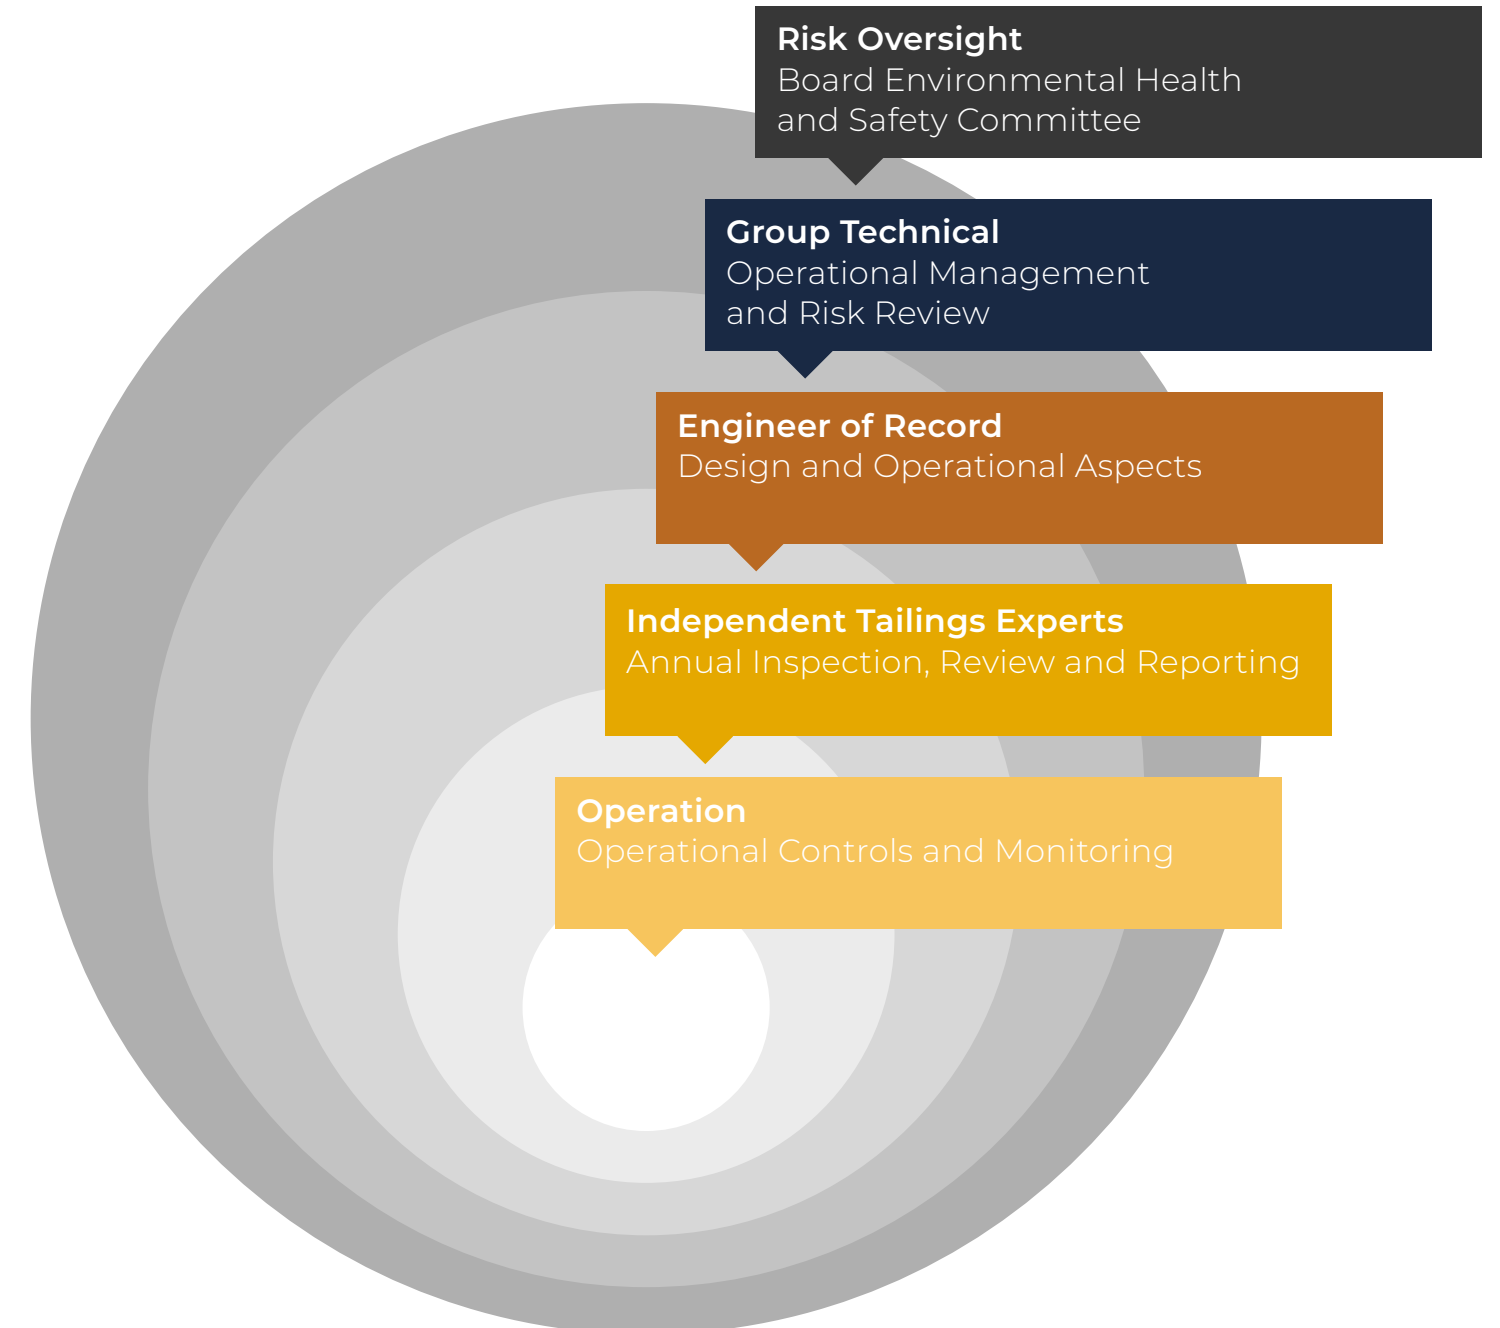 Risk Oversight
Board Environmental Health
and Safety Committee
Group Technical
Operational Management
and Risk Review
Engineer of Record
Design and Operational Aspects
Independent Tailings Experts
Annual Inspection, Review and Reporting
Operation
Operational Controls and Monitoring